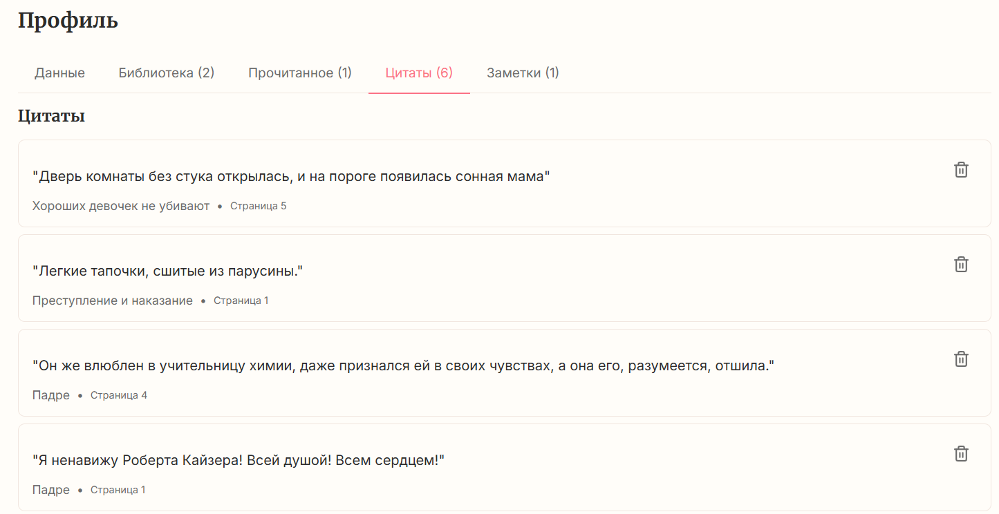 Профиль
Данные Библиотека (2) Прочитанное (1) Цитаты (6) Заметки (1)
Цитаты
"Дверь комнаты без стука открылась, и на пороге появилась сонная мама"
Хороших девочек не убивают • Страница 5
"Легкие тапочки, сшитые из парусины."
Преступление и наказание • Страница 1
"Он же влюблен в учительницу химии, даже признался ей в своих чувствах, а она его, разумеется, отшила."
Падре • Страница 4
"Я ненавижу Роберта Кайзера! Всей душой! Всем сердцем!"
Падре • Страница 1